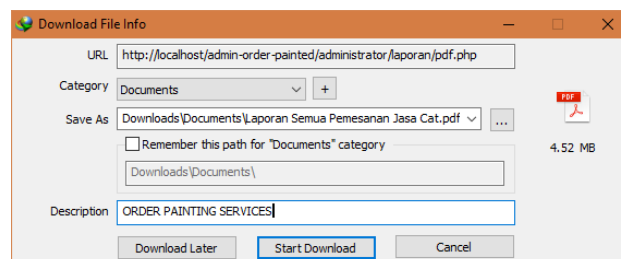 Download File Info
URL http://localhost/admin-order-painted/administrator/laporan/pdf.php
Category Documents +
PDF
Save As Downloads\Documents\Laporan Semua Pemesanan Jasa Cat.pdf ...
Remember this path for "Documents" category 4.52 MB
Downloads\Documents\
Description ORDER PAINTING SERVICES
Download Later Start Download Cancel